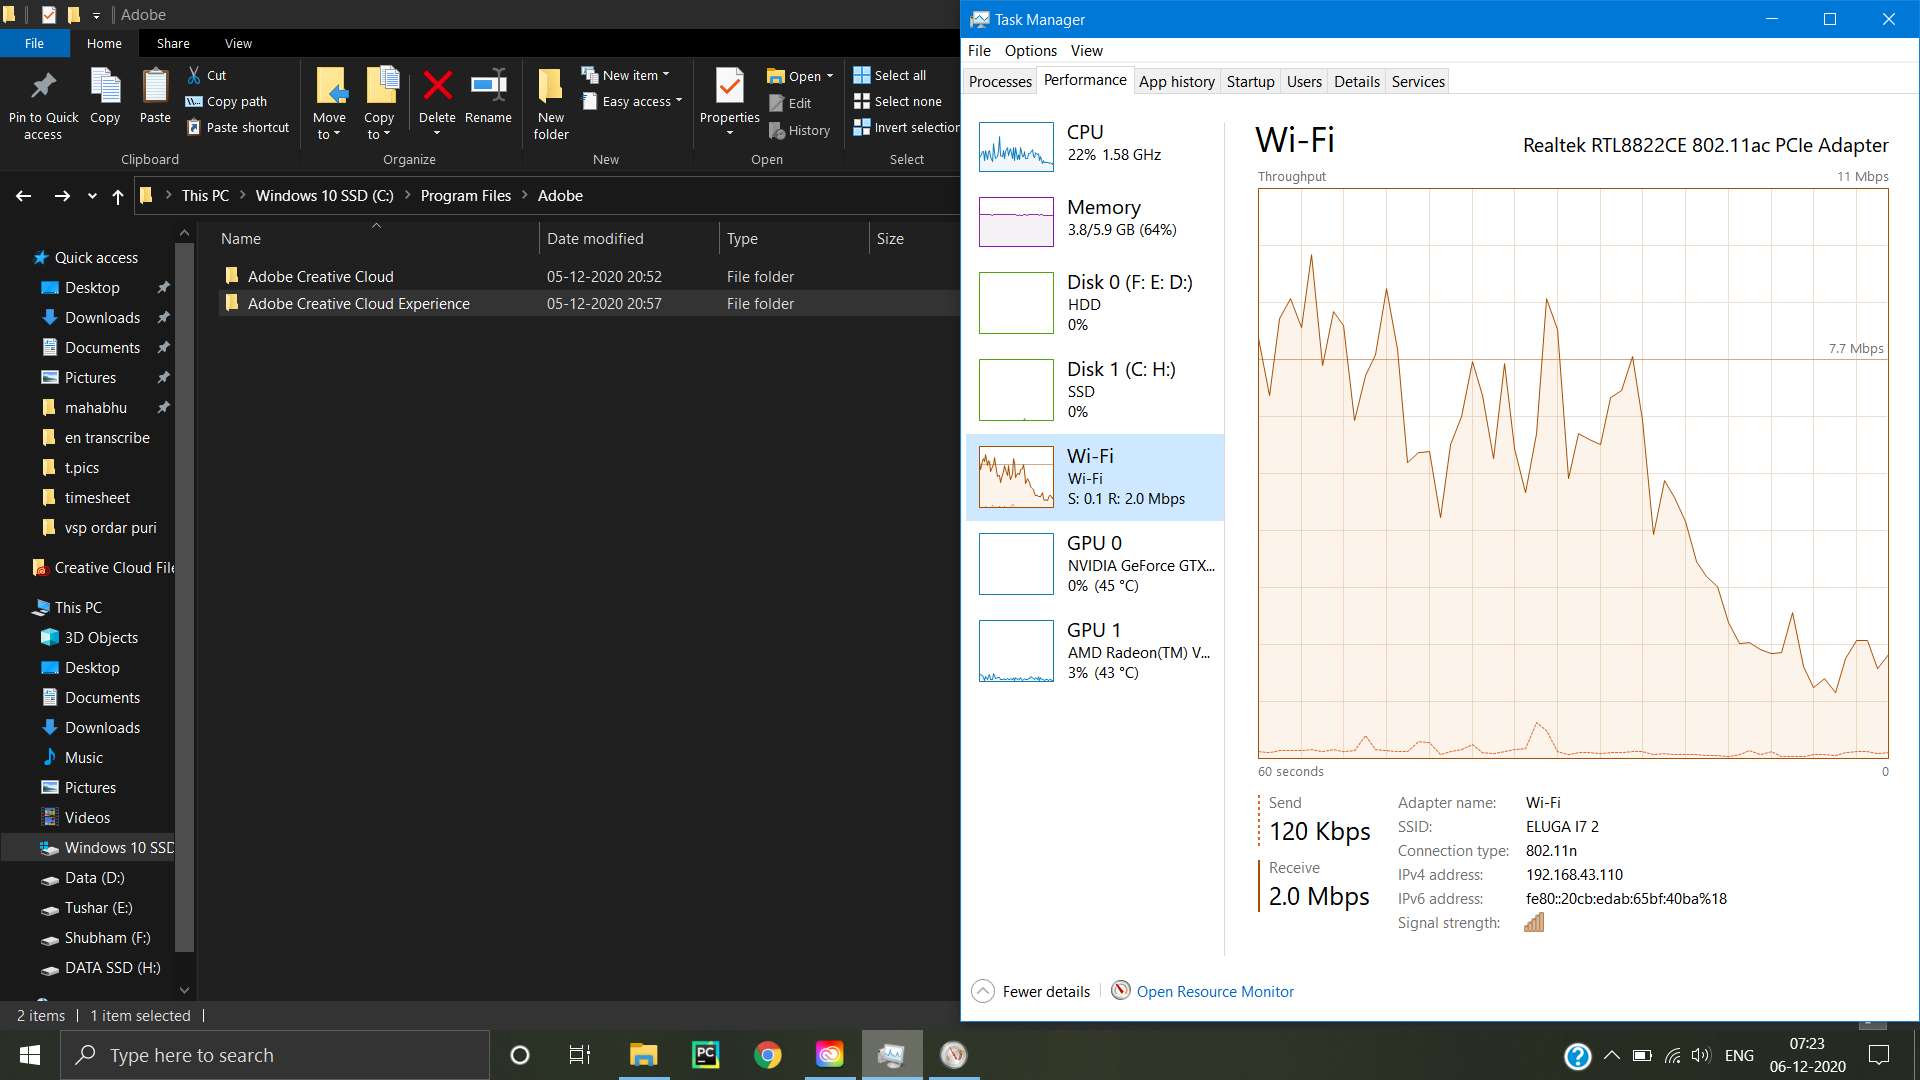 Adobe
File
Home
Share
View
Pin to Quick access
Copy
Paste
Cut
Copy path
Paste shortcut
Clipboard
Move to
Copy to
Delete
Rename
Organize
New folder
New item
Easy access
New
Properties
Open
Edit
History
Open
Select all
Select none
Invert selection
Select
This PC
Windows 10 SSD (C:)
Program Files
Adobe
Name
Date modified
Type
Size
Adobe Creative Cloud 05-12-2020 20:52 File folder
Adobe Creative Cloud Experience 05-12-2020 20:57 File folder
Quick access
Desktop
Downloads
Documents
Pictures
mahabhu
en transcribe
t.pics
timesheet
vsp ordar puri
Creative Cloud File
This PC
3D Objects
Desktop
Documents
Downloads
Music
Pictures
Videos
Windows 10 SSD
Data (D:)
Tushar (E:)
Shubham (F:)
DATA SSD (H:)
2 items
1 item selected
Task Manager
File Options View
Processes Performance App history Startup Users Details Services
CPU
22% 1.58 GHz
Memory
3.8/5.9 GB (64%)
Disk 0 (F: E: D:)
HDD
0%
Disk 1 (C: H:)
SSD
0%
Wi-Fi
Wi-Fi
S: 0.1 R: 2.0 Mbps
GPU 0
NVIDIA GeForce GTX...
0% (45 °C)
GPU 1
AMD Radeon(TM) V...
3% (43 °C)
Wi-Fi
Realtek RTL8822CE 802.11ac PCIe Adapter
Throughput
11 Mbps
7.7 Mbps
60 seconds
0
Send
120 Kbps
Receive
2.0 Mbps
Adapter name: Wi-Fi
SSID: ELUGA I7 2
Connection type: 802.11n
IPv4 address: 192.168.43.110
IPv6 address: fe80::20cb:edab:65bf:40ba%18
Signal strength:
Fewer details
Open Resource Monitor
Type here to search
PC
ENG
07:23
06-12-2020